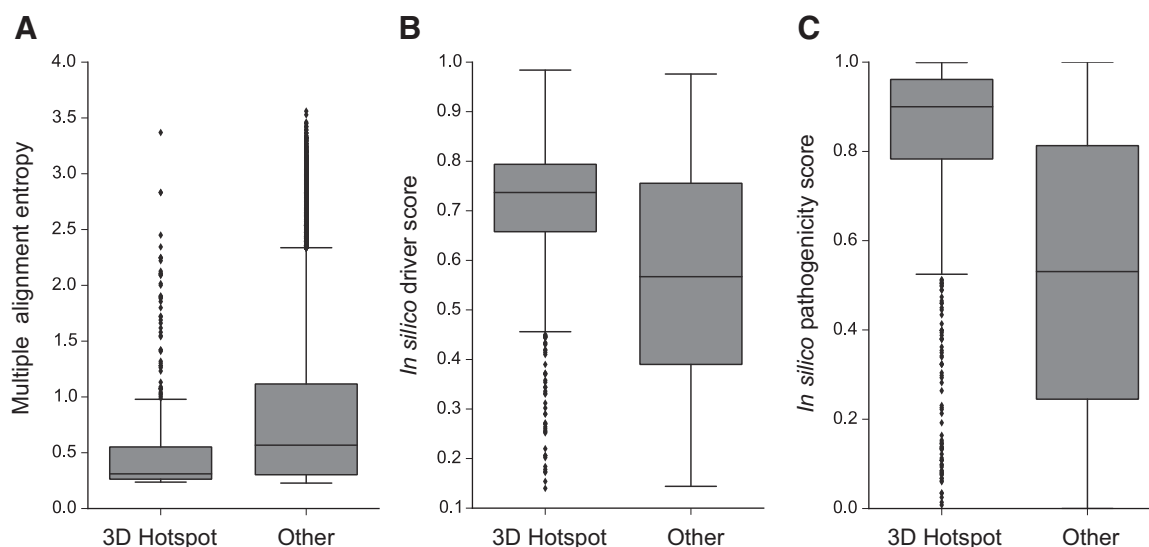 A
B
C
Multiple alignment entropy
4.0
3.5
3.0
2.5
2.0
1.5
1.0
0.5
0.0
3D Hotspot
Other
In silico driver score
1.0
0.9
0.8
0.7
0.6
0.5
0.4
0.3
0.2
0.1
3D Hotspot
Other
In silico pathogenicity score
1.0
0.8
0.6
0.4
0.2
0.0
3D Hotspot
Other